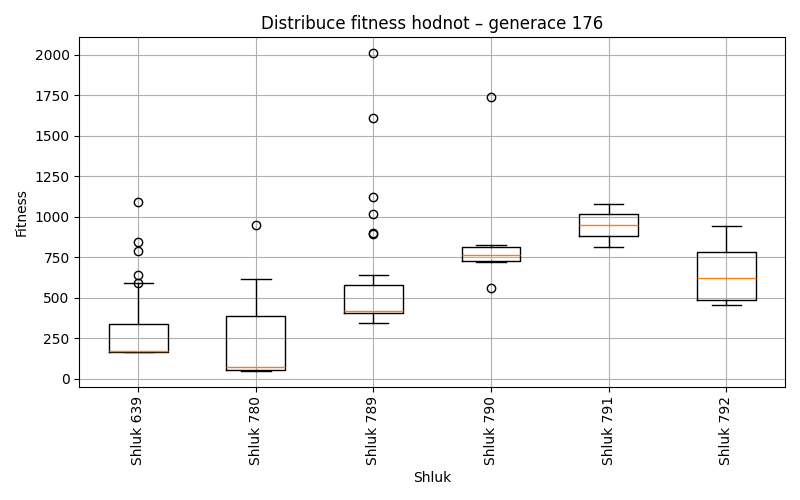 Distribuce fitness hodnot – generace 176
2000
1750
1500
1250
1000
750
500
250
0
Fitness
Shluk 639
Shluk 780
Shluk 789
Shluk 790
Shluk 791
Shluk 792
Shluk